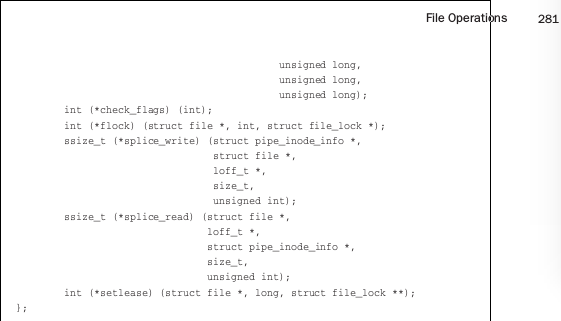 File Operations 281
unsigned long,
unsigned long,
unsigned long);
int (*check_flags) (int);
int (*flock) (struct file *, int, struct file_lock *);
ssize_t (*splice_write) (struct pipe_inode_info *,
struct file *,
loff_t *,
size_t,
unsigned int);
ssize_t (*splice_read) (struct file *,
loff_t *,
struct pipe_inode_info *,
size_t,
unsigned int);
int (*setlease) (struct file *, long, struct file_lock **);
};